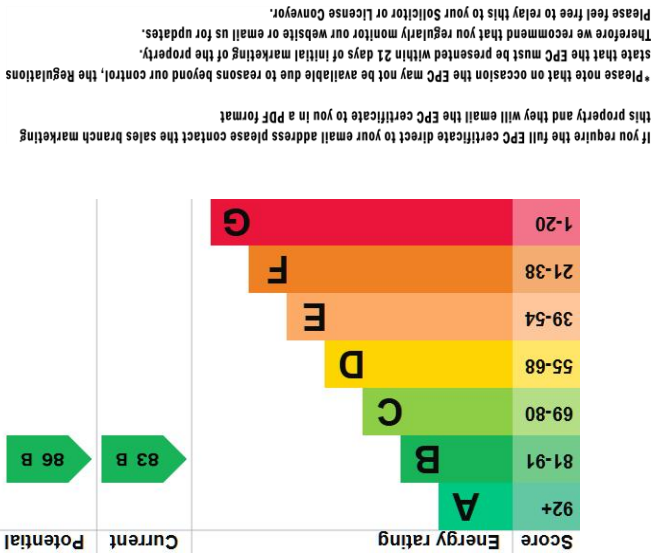 Score Energy rating Current Potential
92+ A
81-91 B 83 B 86 B
69-80 C
55-68 D
39-54 E
21-38 F
1-20 G
If you require the full EPC certificate direct to your email address please contact the sales branch marketing
this property and they will email the EPC certificate to you in a PDF format
*Please note that on occasion the EPC may not be available due to reasons beyond our control, the Regulations
state that the EPC must be presented within 21 days of initial marketing of the property.
Therefore we recommend that you regularly monitor our website or email us for updates.
Please feel free to relay this to your Solicitor or License Conveyor.